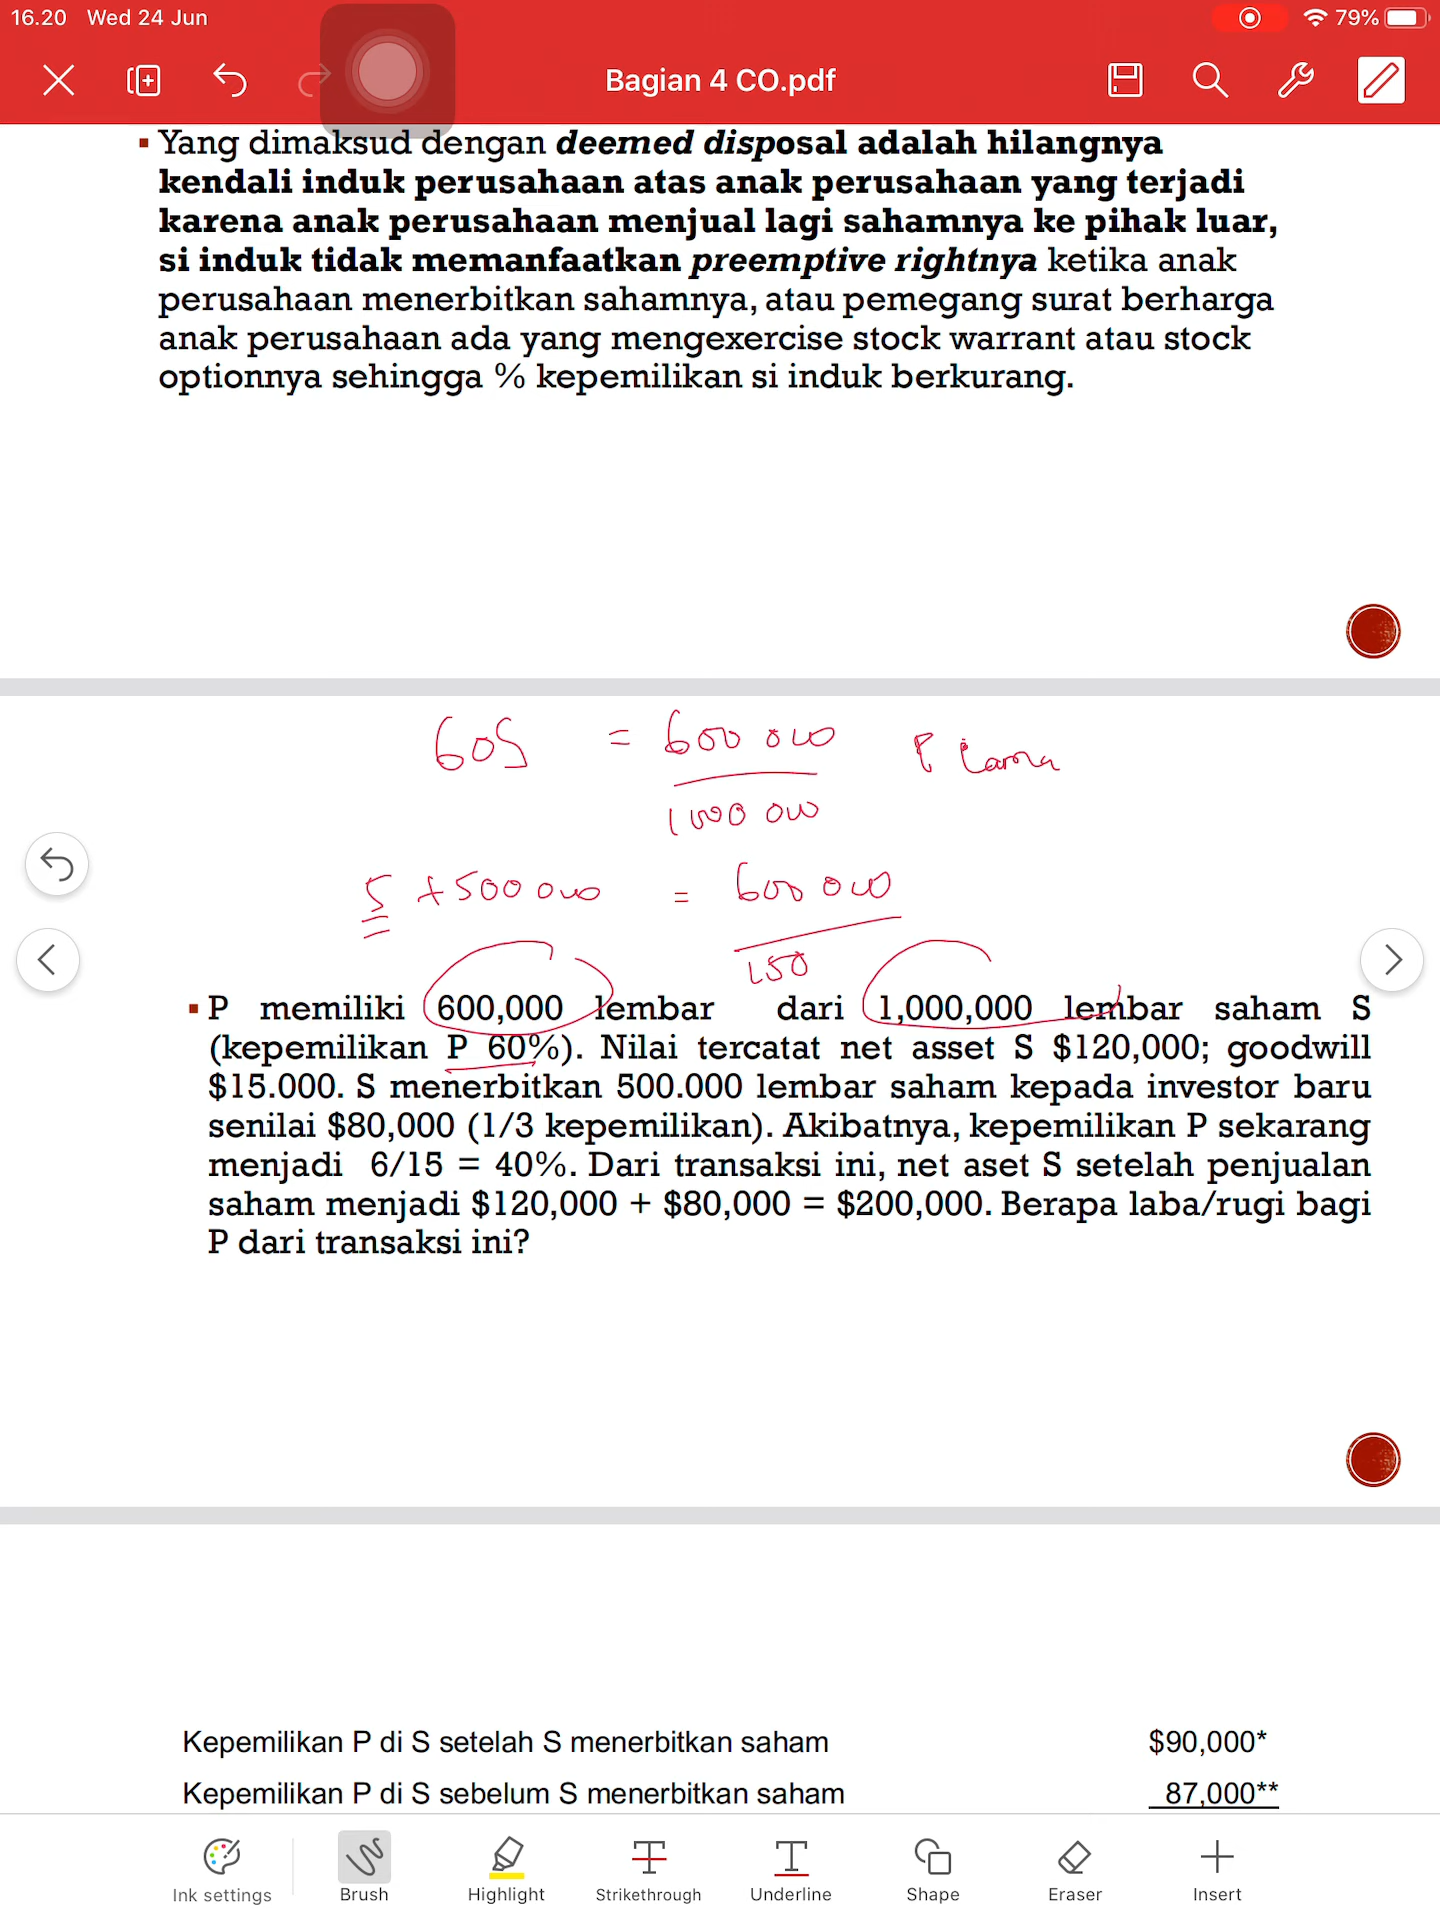 16.20 Wed 24 Jun 79%
Bagian 4 CO.pdf
▪ Yang dimaksud dengan deemed disposal adalah hilangnya
kendali induk perusahaan atas anak perusahaan yang terjadi
karena anak perusahaan menjual lagi sahamnya ke pihak luar,
si induk tidak memanfaatkan preemptive rightnya ketika anak
perusahaan menerbitkan sahamnya, atau pemegang surat berharga
anak perusahaan ada yang mengexercise stock warrant atau stock
optionnya sehingga % kepemilikan si induk berkurang.
= 600 000 P lama
1000 000
S + 500 000 = 600 000
150
▪ P memiliki 600,000 lembar dari 1,000,000 lembar saham S
(kepemilikan P 60%). Nilai tercatat net asset S $120,000; goodwill
$15.000. S menerbitkan 500.000 lembar saham kepada investor baru
senilai $80,000 (1/3 kepemilikan). Akibatnya, kepemilikan P sekarang
menjadi 6/15 = 40%. Dari transaksi ini, net aset S setelah penjualan
saham menjadi $120,000 + $80,000 = $200,000. Berapa laba/rugi bagi
P dari transaksi ini?
Kepemilikan P di S setelah S menerbitkan saham $90,000*
Kepemilikan P di S sebelum S menerbitkan saham 87,000**
Ink settings Brush Highlight Strikethrough Underline Shape Eraser Insert